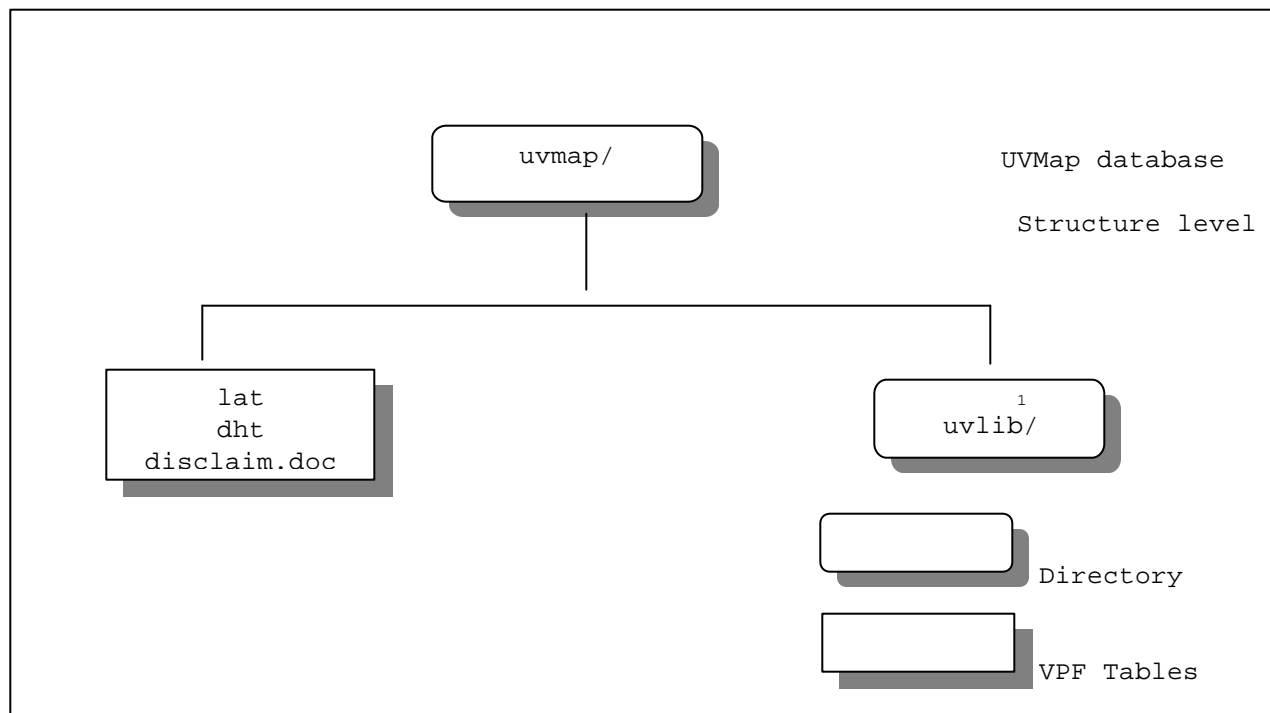 uvmap/
UVMap database
Structure level
lat
dht
disclaim.doc
1
uvlib/
Directory
VPF Tables